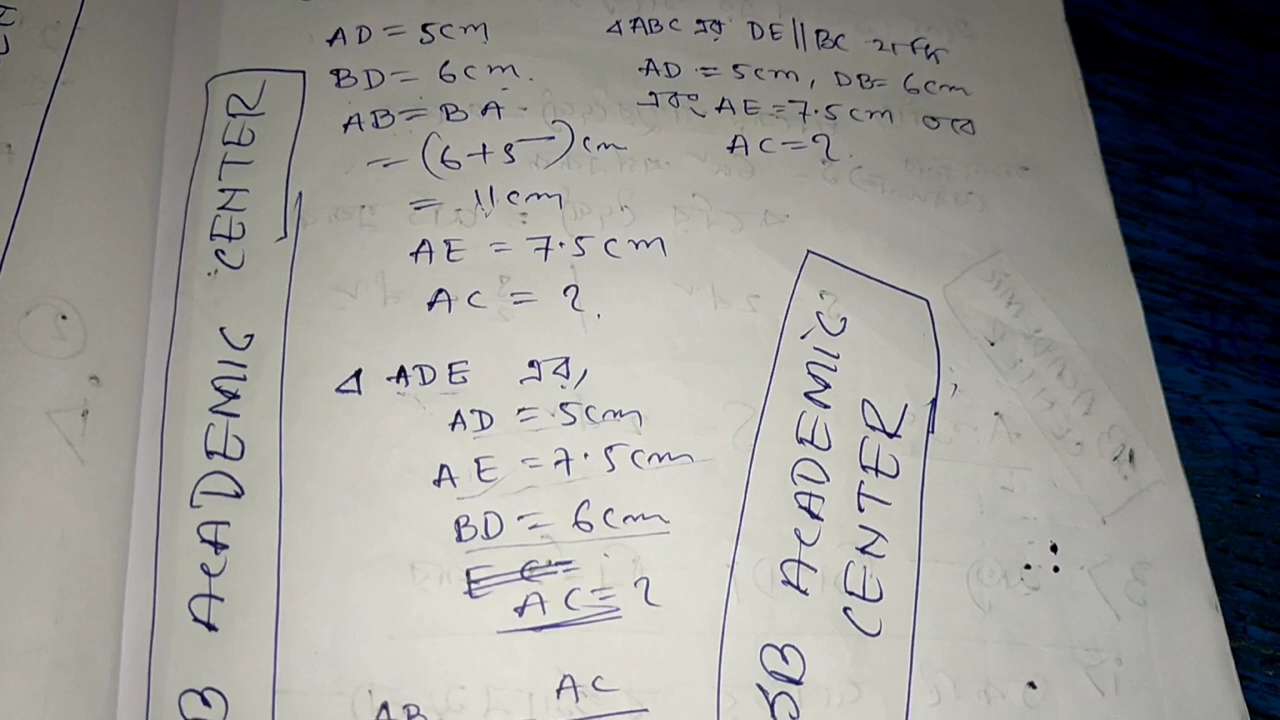 AD = 5cm
BD = 6cm.
AB = BA
= (6+5) cm
= 11cm
AE = 7.5cm
AC = ?
△ABC এর DE||BC
AD = 5cm, DB = 6cm
এবং AE = 7.5cm
AC = ?
△ ADE এর,
AD = 5cm
AE = 7.5cm
BD = 6cm
AC = ?
AC
AB
B ACADEMIC CENTER
SB ACADEMIC
CENTER